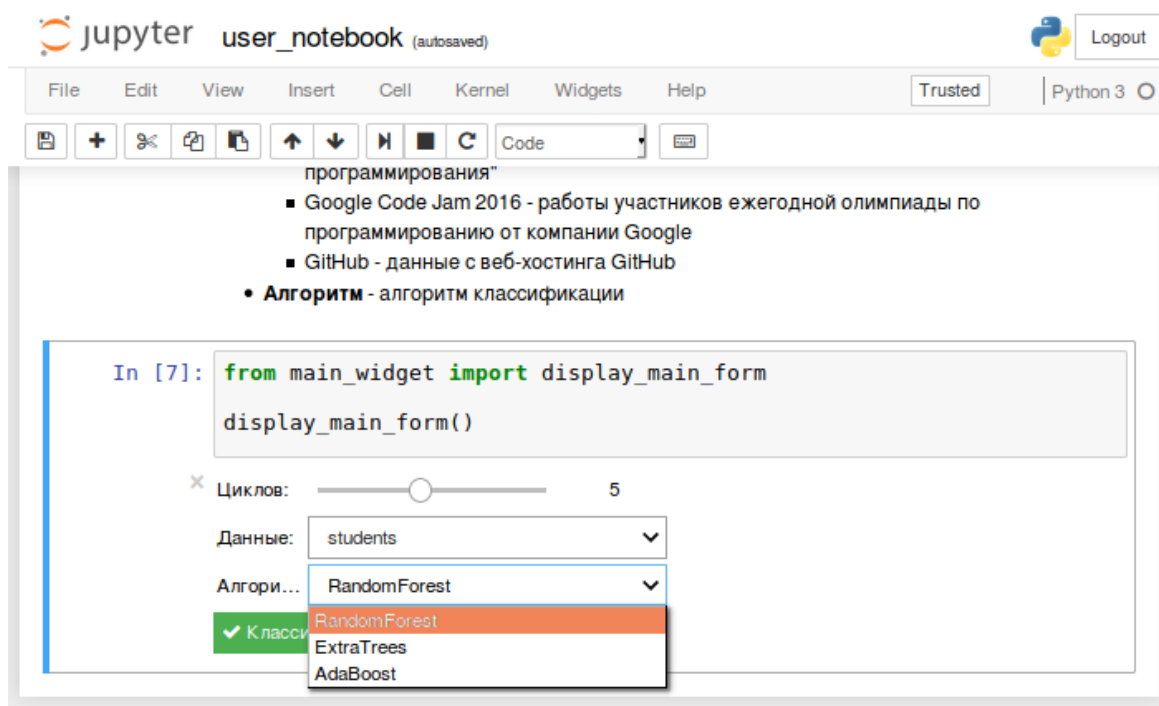 jupyter user_notebook (autosaved) Logout
File Edit View Insert Cell Kernel Widgets Help Trusted Python 3
Code
программирования"
Google Code Jam 2016 - работы участников ежегодной олимпиады по
программированию от компании Google
GitHub - данные с веб-хостинга GitHub
Алгоритм - алгоритм классификации
In [7]: from main_widget import display_main_form
display_main_form()
Циклов: 5
Данные: students
Алгори... RandomForest
RandomForest
Класси
ExtraTrees
AdaBoost